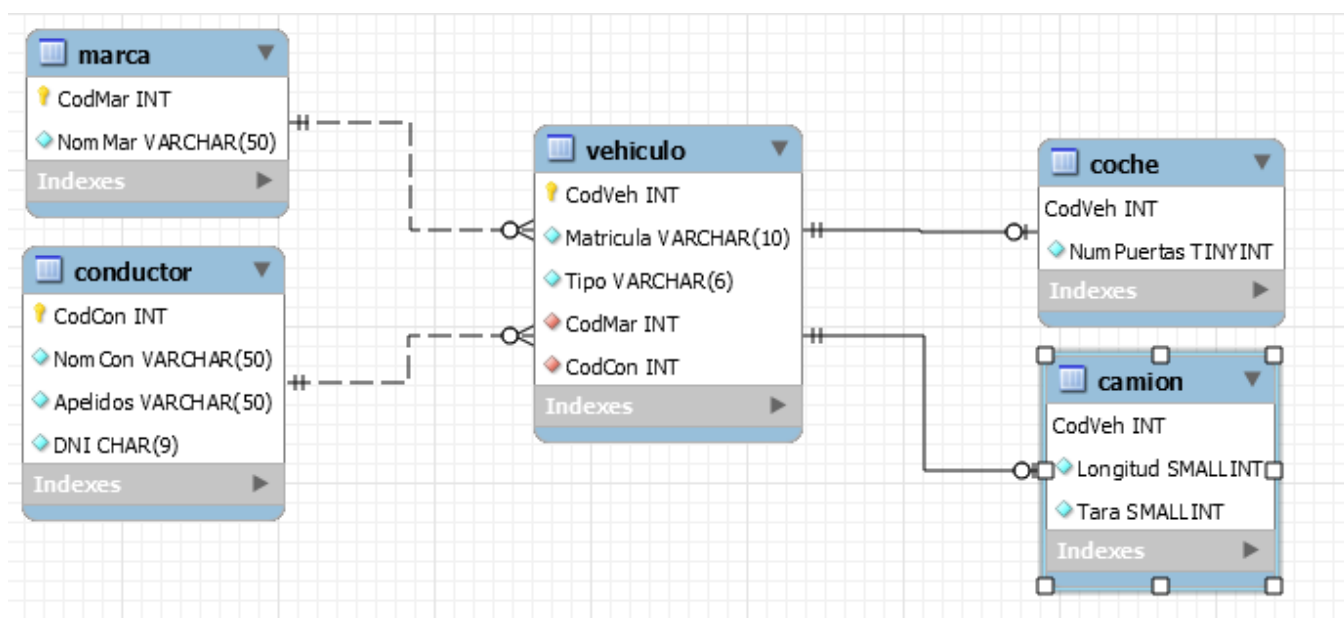 marca
CodMar INT
NomMar VARCHAR(50)
Indexes
conductor
CodCon INT
NomCon VARCHAR(50)
Apelidos VARCHAR(50)
DNI CHAR(9)
Indexes
vehiculo
CodVeh INT
Matricula VARCHAR(10)
Tipo VARCHAR(6)
CodMar INT
CodCon INT
Indexes
coche
CodVeh INT
NumPuertas TINYINT
Indexes
camion
CodVeh INT
Longitud SMALLINT
Tara SMALLINT
Indexes